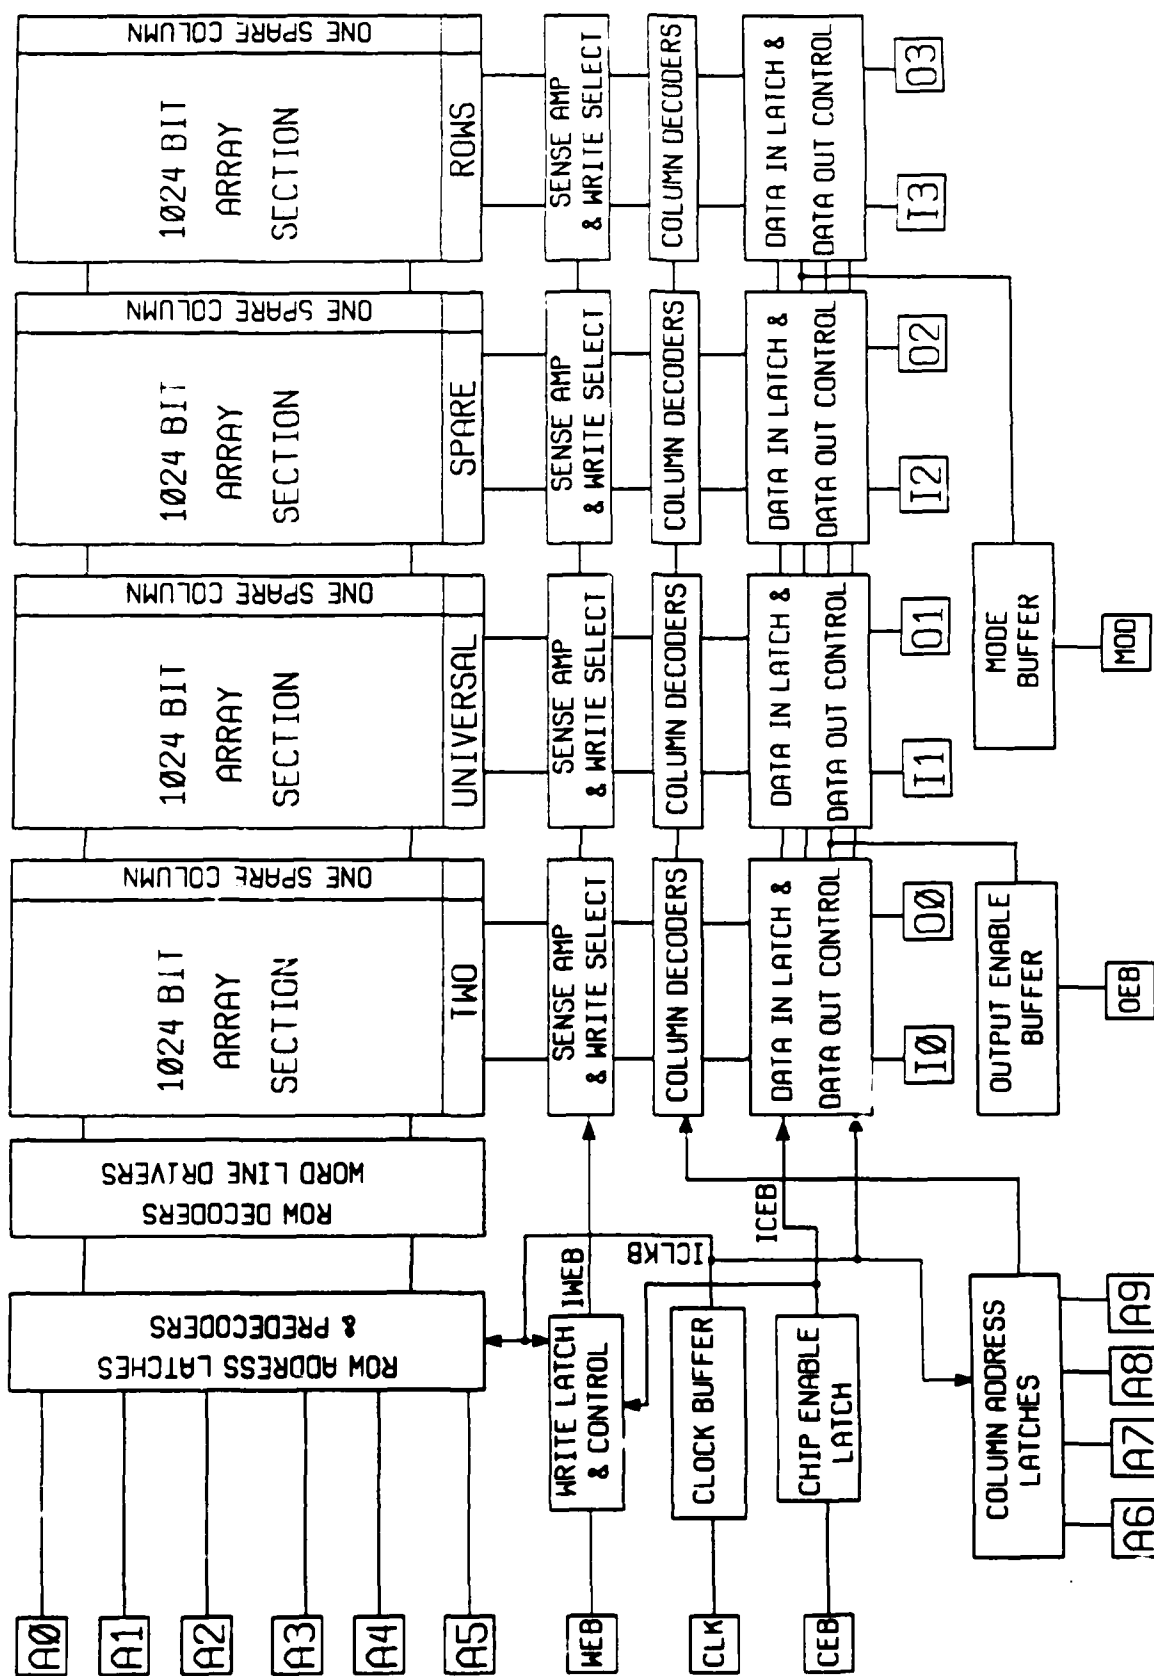 A0
A1
A2
A3
A4
A5
WEB
CLK
CEB
ROW ADDRESS LATCHES
& PREDECODERS
ROW DECODERS
WORD LINE DRIVERS
1024 BIT
ARRAY
SECTION
ONE SPARE COLUMN
1024 BIT
ARRAY
SECTION
ONE SPARE COLUMN
1024 BIT
ARRAY
SECTION
ONE SPARE COLUMN
1024 BIT
ARRAY
SECTION
ONE SPARE COLUMN
TWO
UNIVERSAL
SPARE
ROWS
WRITE LATCH
& CONTROL
IWEB
SENSE AMP
& WRITE SELECT
SENSE AMP
& WRITE SELECT
SENSE AMP
& WRITE SELECT
SENSE AMP
& WRITE SELECT
CLOCK BUFFER
ICLKB
COLUMN DECODERS
COLUMN DECODERS
COLUMN DECODERS
COLUMN DECODERS
CHIP ENABLE
LATCH
ICEB
DATA IN LATCH &
DATA OUT CONTROL
DATA IN LATCH &
DATA OUT CONTROL
DATA IN LATCH &
DATA OUT CONTROL
DATA IN LATCH &
DATA OUT CONTROL
I0
O0
I1
O1
I2
O2
I3
O3
COLUMN ADDRESS
LATCHES
OUTPUT ENABLE
BUFFER
MODE
BUFFER
A6
A7
A8
A9
OEB
MOD